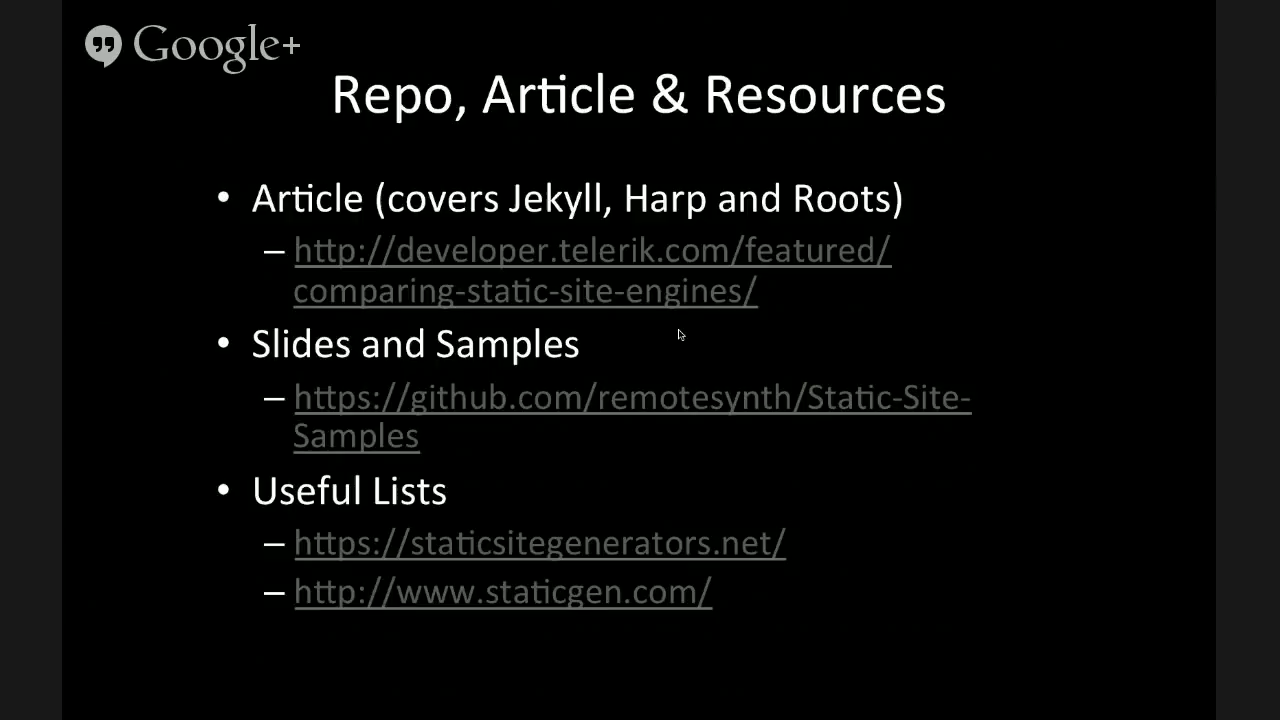 Google+
Repo, Article & Resources
• Article (covers Jekyll, Harp and Roots)
– http://developer.telerik.com/featured/
comparing-static-site-engines/
• Slides and Samples
– https://github.com/remotesynth/Static-Site-
Samples
• Useful Lists
– https://staticsitegenerators.net/
– http://www.staticgen.com/